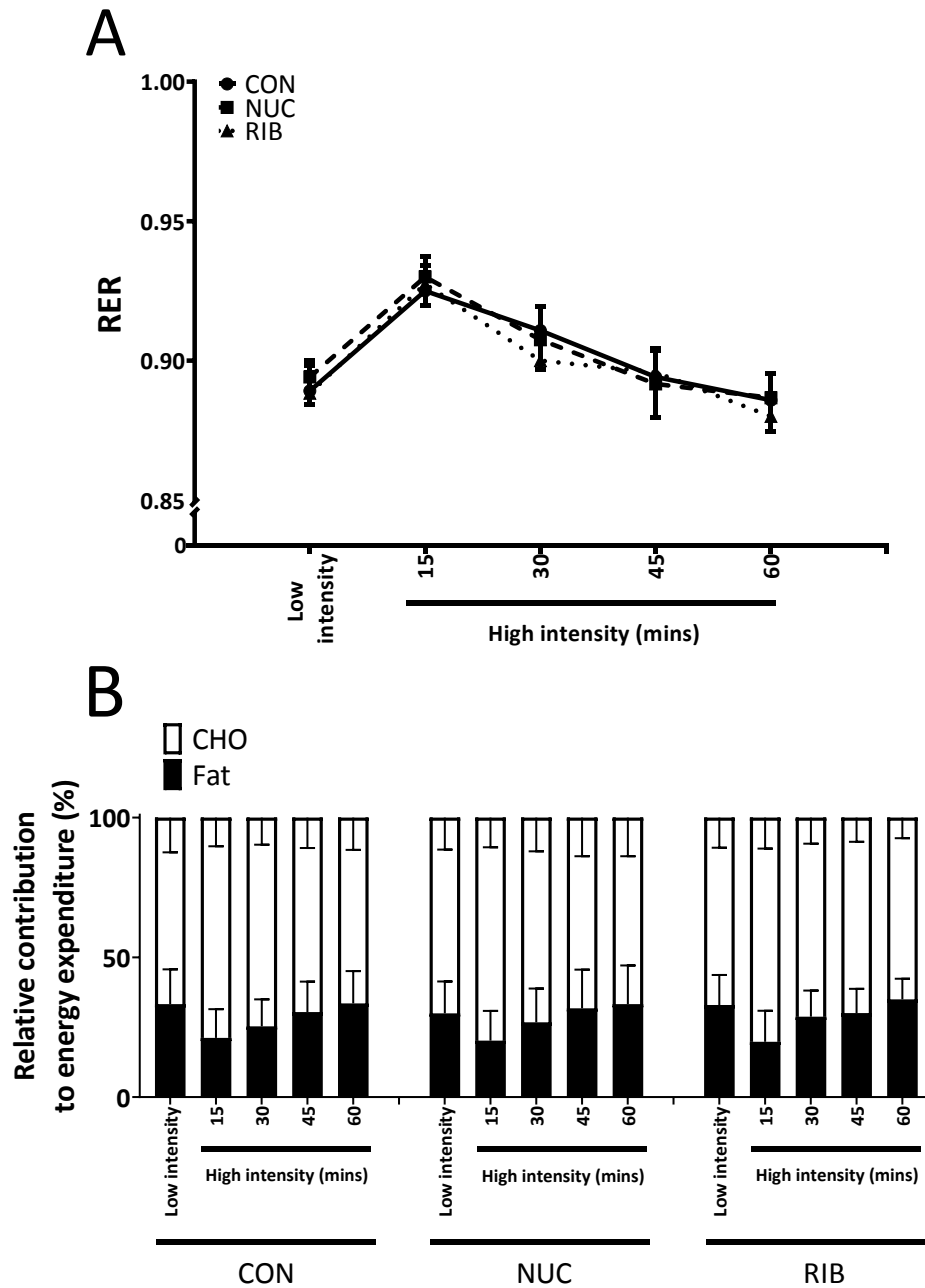 A
1.00
CON
NUC
RIB
0.95
RER
0.90
0.85
0
Low
intensity
15
30
45
60
High intensity (mins)
B
CHO
Fat
Relative contribution
to energy expenditure (%)
100
50
0
Low intensity
15
30
45
60
Low intensity
15
30
45
60
Low intensity
15
30
45
60
High intensity (mins)
High intensity (mins)
High intensity (mins)
CON
NUC
RIB